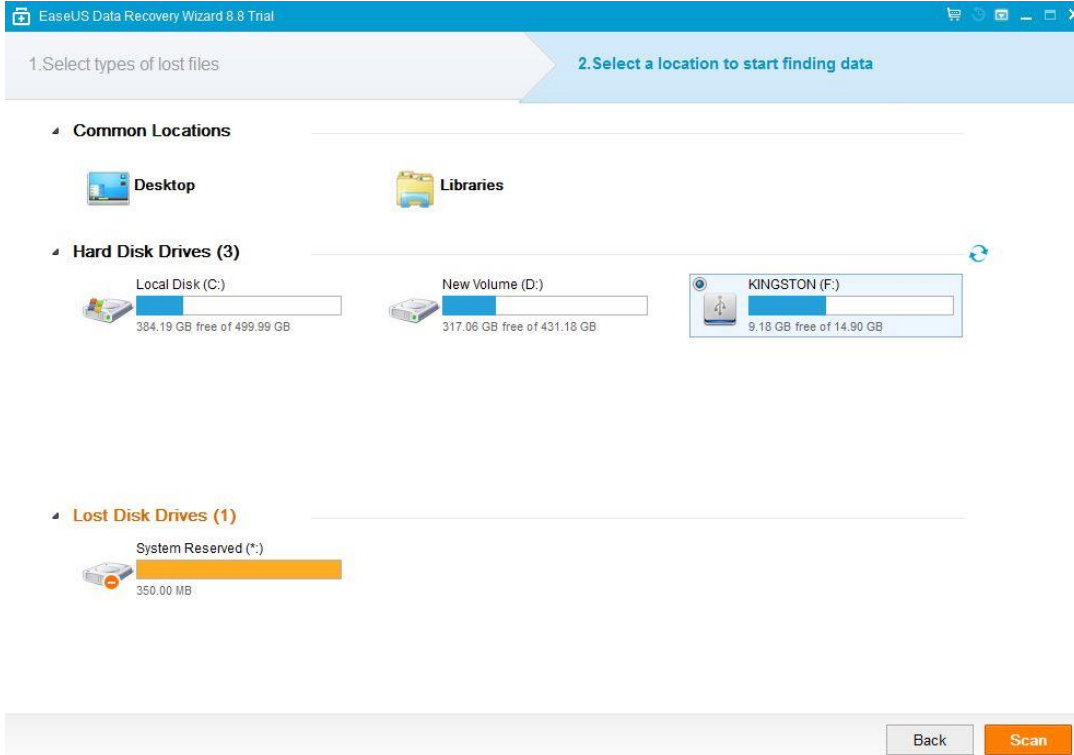 EaseUS Data Recovery Wizard 8.8 Trial
1.Select types of lost files
2.Select a location to start finding data
Common Locations
Desktop
Libraries
Hard Disk Drives (3)
Local Disk (C:)
384.19 GB free of 499.99 GB
New Volume (D:)
317.06 GB free of 431.18 GB
KINGSTON (F:)
9.18 GB free of 14.90 GB
Lost Disk Drives (1)
System Reserved (*:)
350.00 MB
Back
Scan